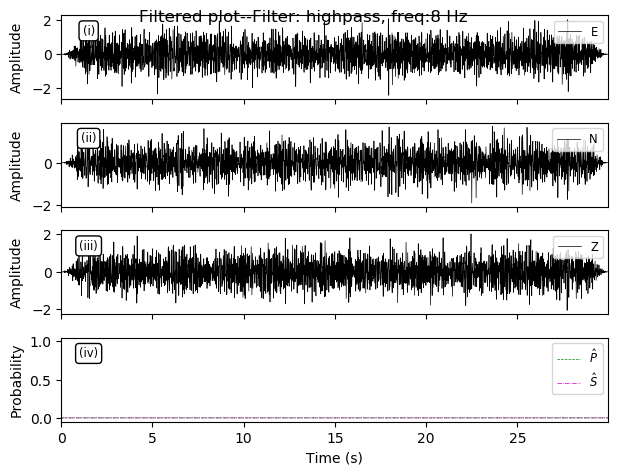 Filtered plot--Filter: highpass, freq:8 Hz
2
0
−2
Amplitude
(i)
E
0
−2
Amplitude
(ii)
N
2
0
−2
Amplitude
(iii)
Z
1.0
0.5
0.0
Probability
(iv)
P̂
Ŝ
0 5 10 15 20 25
Time (s)